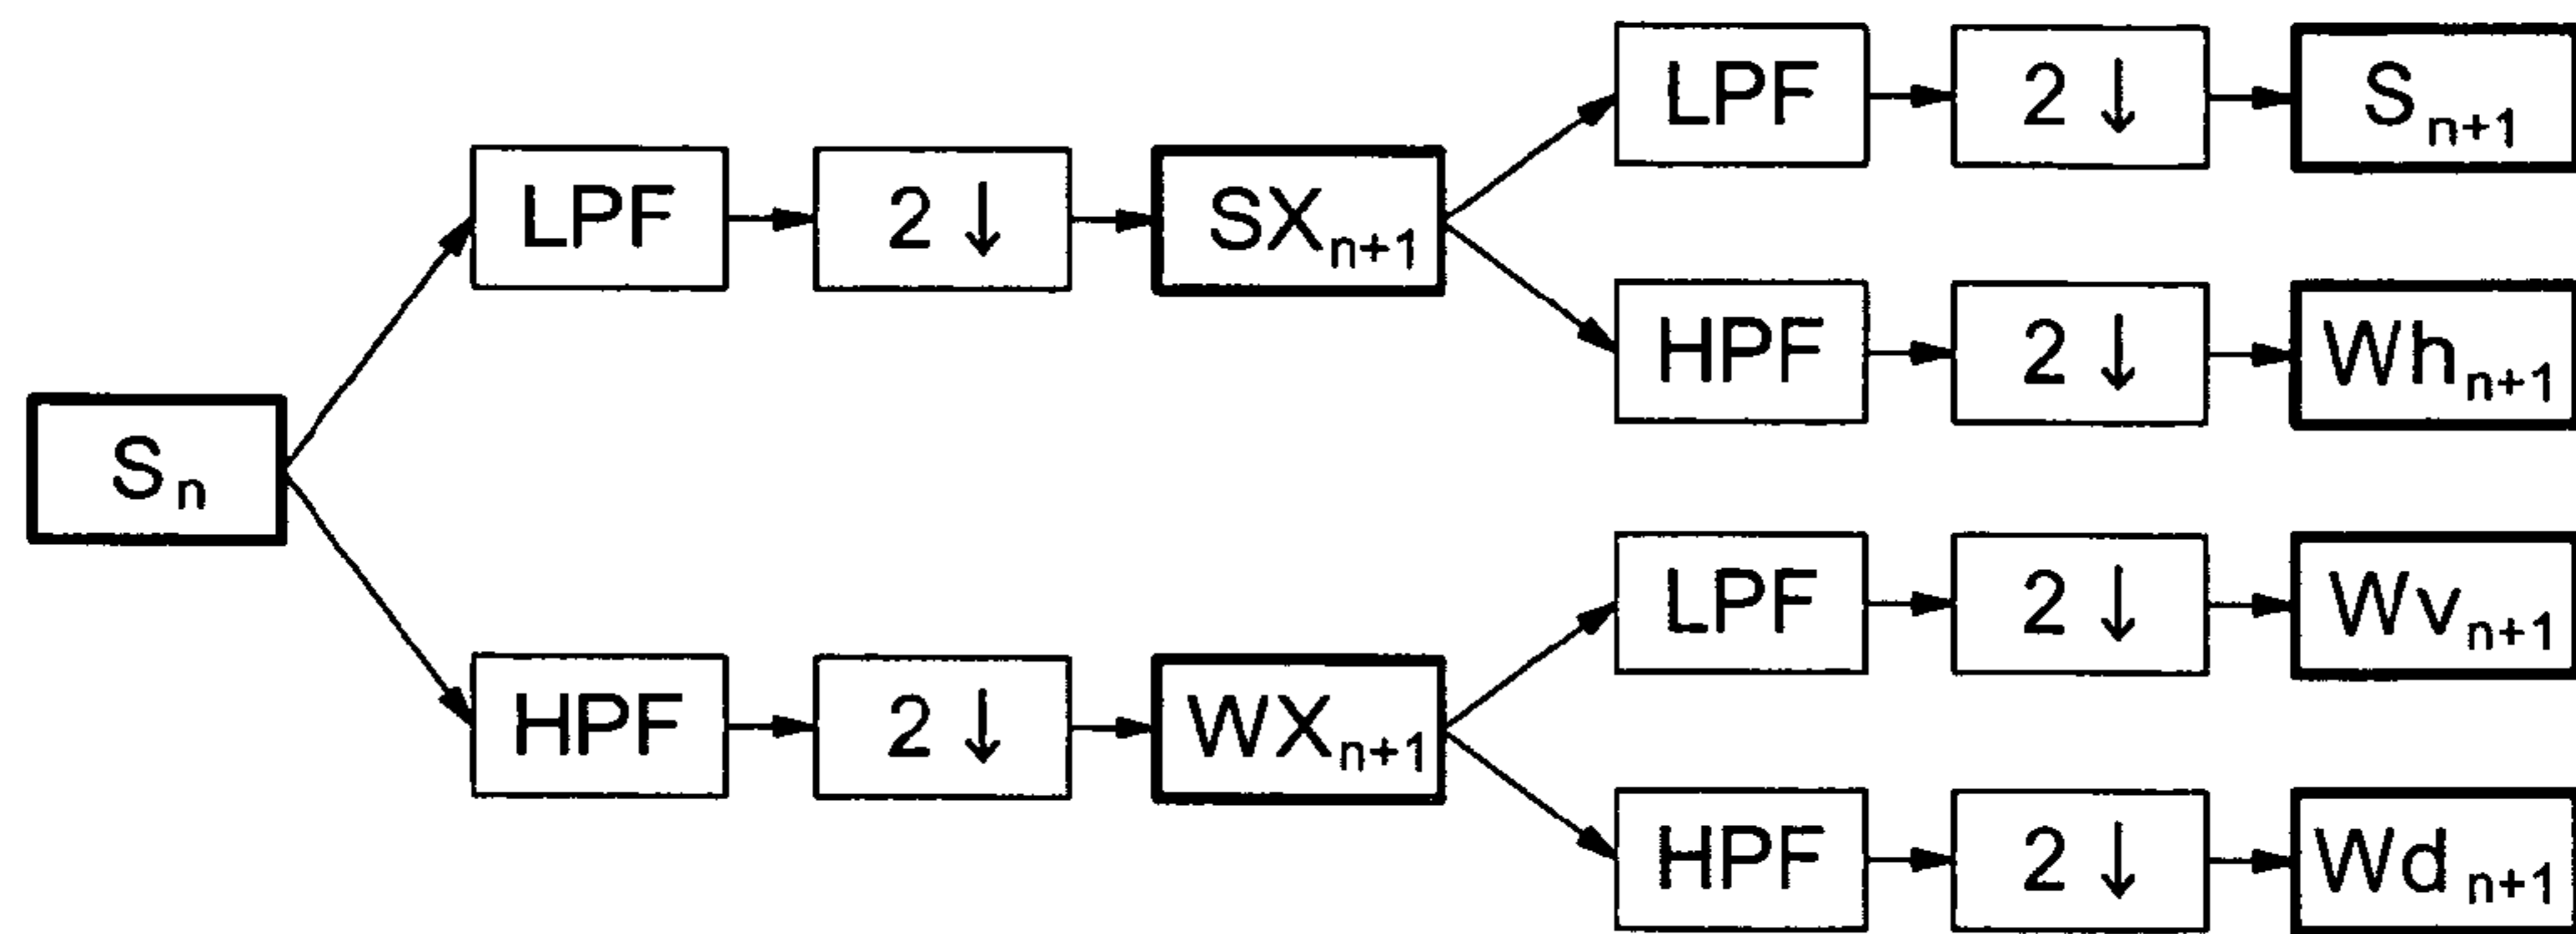 LPF 2↓ S n+1
LPF 2↓ SX n+1
HPF 2↓ Wh n+1
S n
LPF 2↓ Wv n+1
HPF 2↓ WX n+1
HPF 2↓ Wd n+1